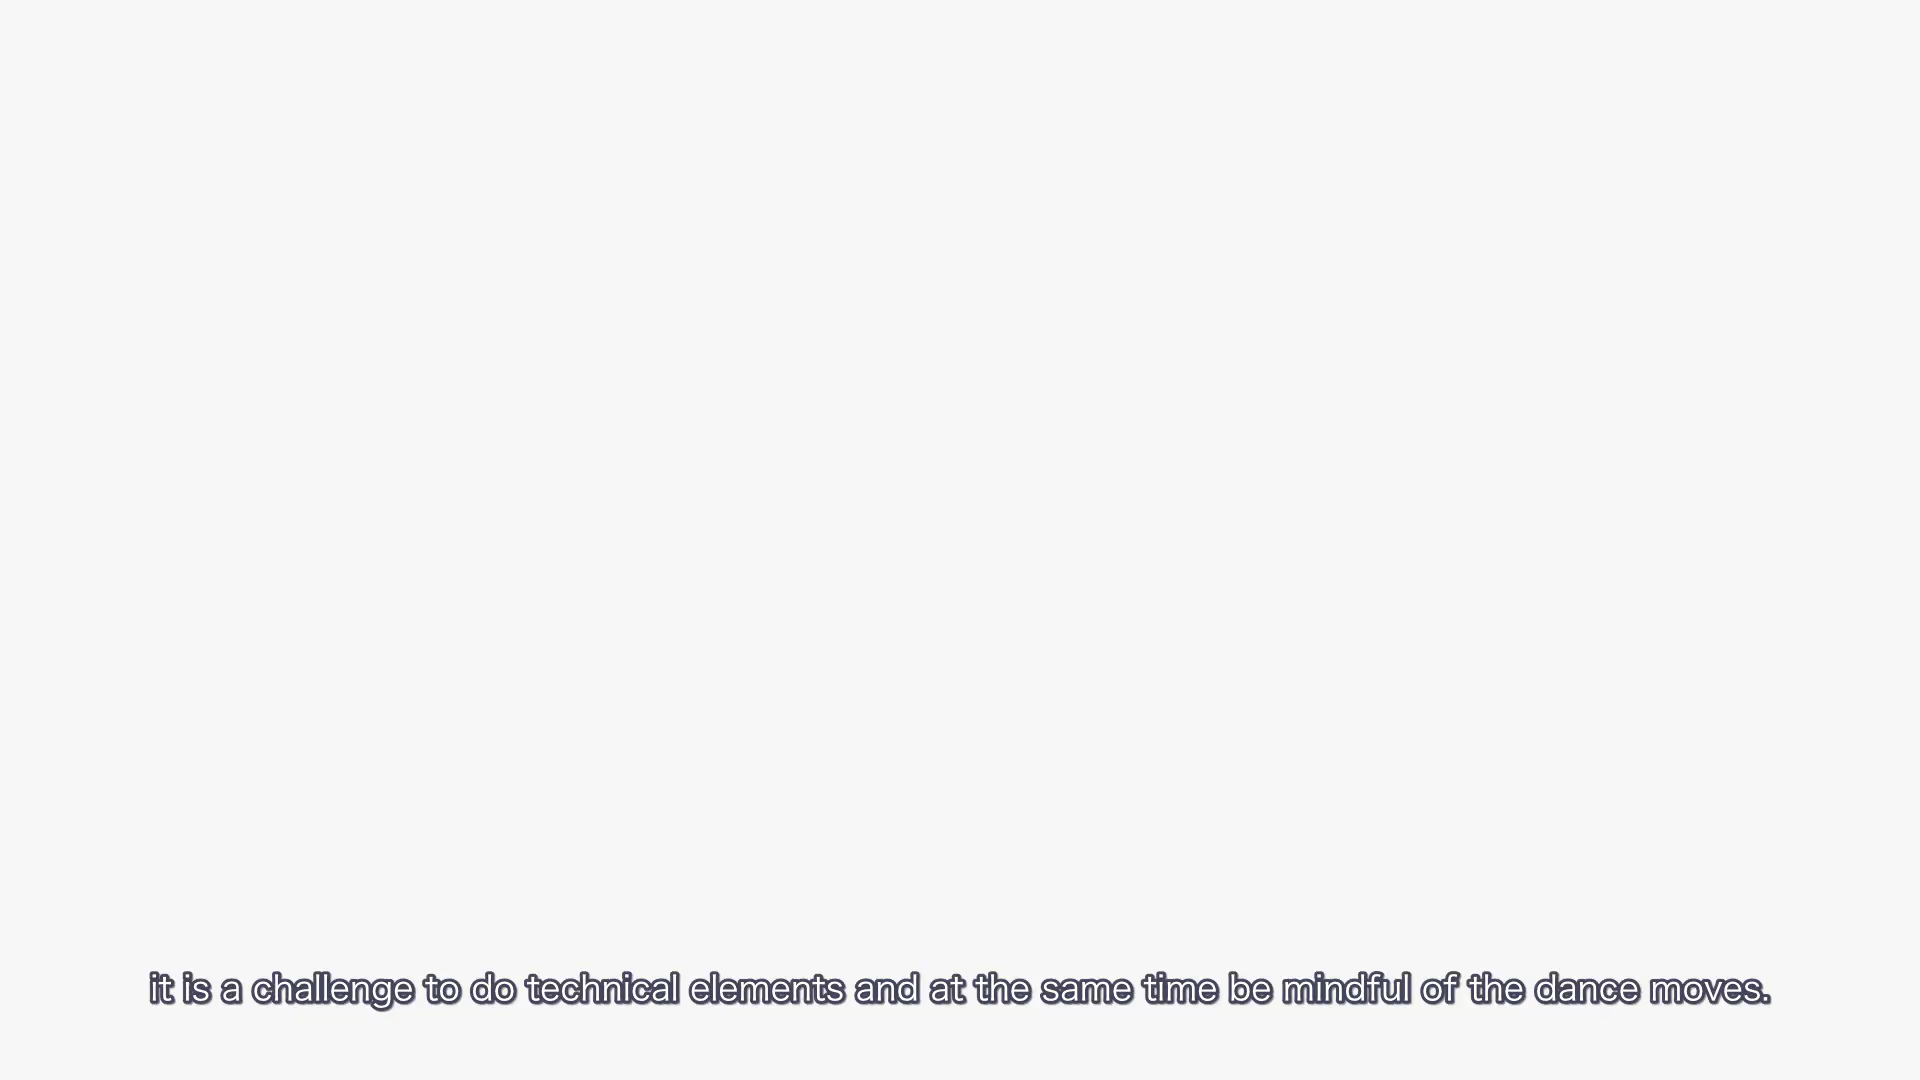 it is a challenge to do technical elements and at the same time be mindful of the dance moves.